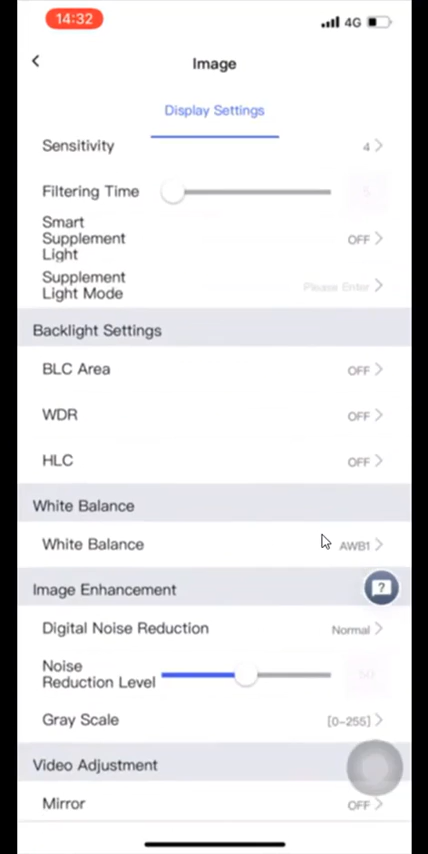 14:32
4G
Image
Display Settings
Sensitivity
4
Filtering Time
5
Smart
Supplement
Light
OFF
Supplement
Light Mode
Please Enter
Backlight Settings
BLC Area
OFF
WDR
OFF
HLC
OFF
White Balance
White Balance
AWB1
Image Enhancement
?
Digital Noise Reduction
Normal
Noise
Reduction Level
50
Gray Scale
[0-255]
Video Adjustment
Mirror
OFF